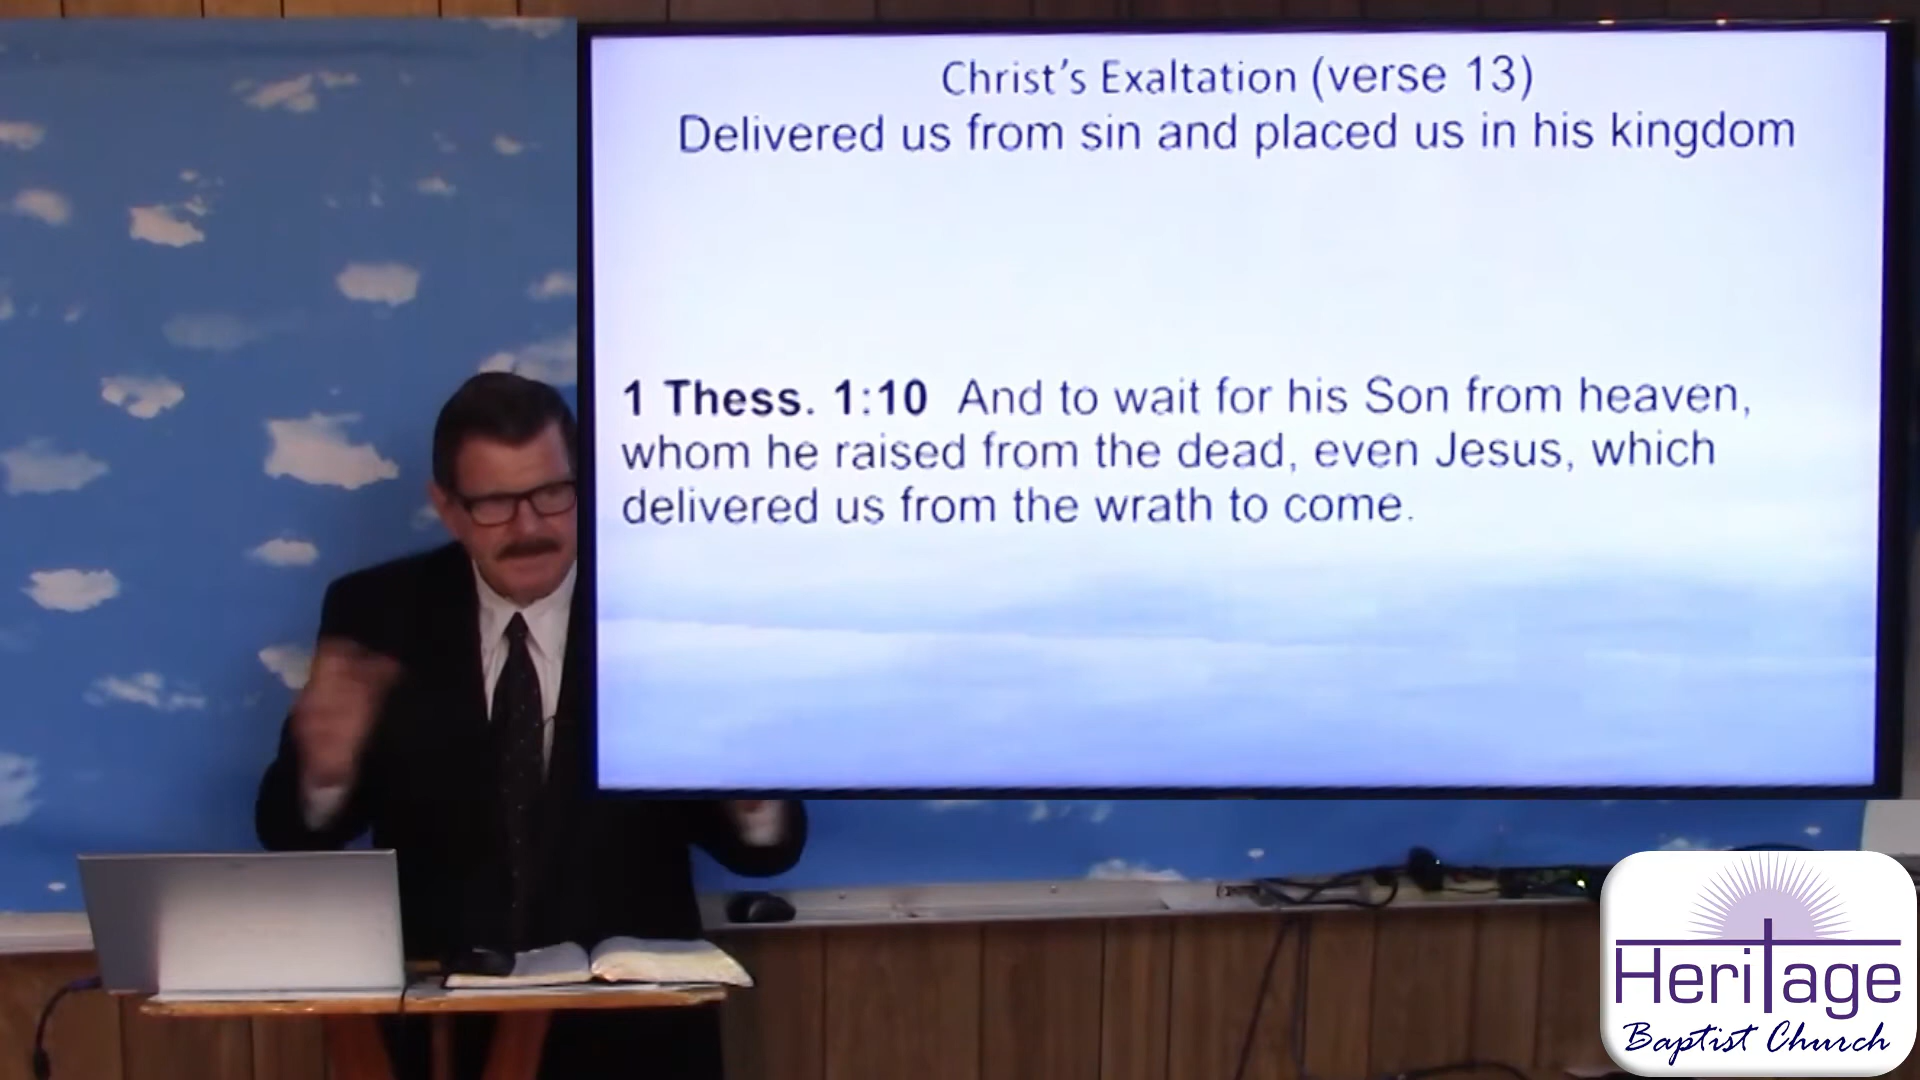 Christ's Exaltation (verse 13)
Delivered us from sin and placed us in his kingdom
1 Thess. 1:10 And to wait for his Son from heaven,
whom he raised from the dead, even Jesus, which
delivered us from the wrath to come.
Heritage
Baptist Church